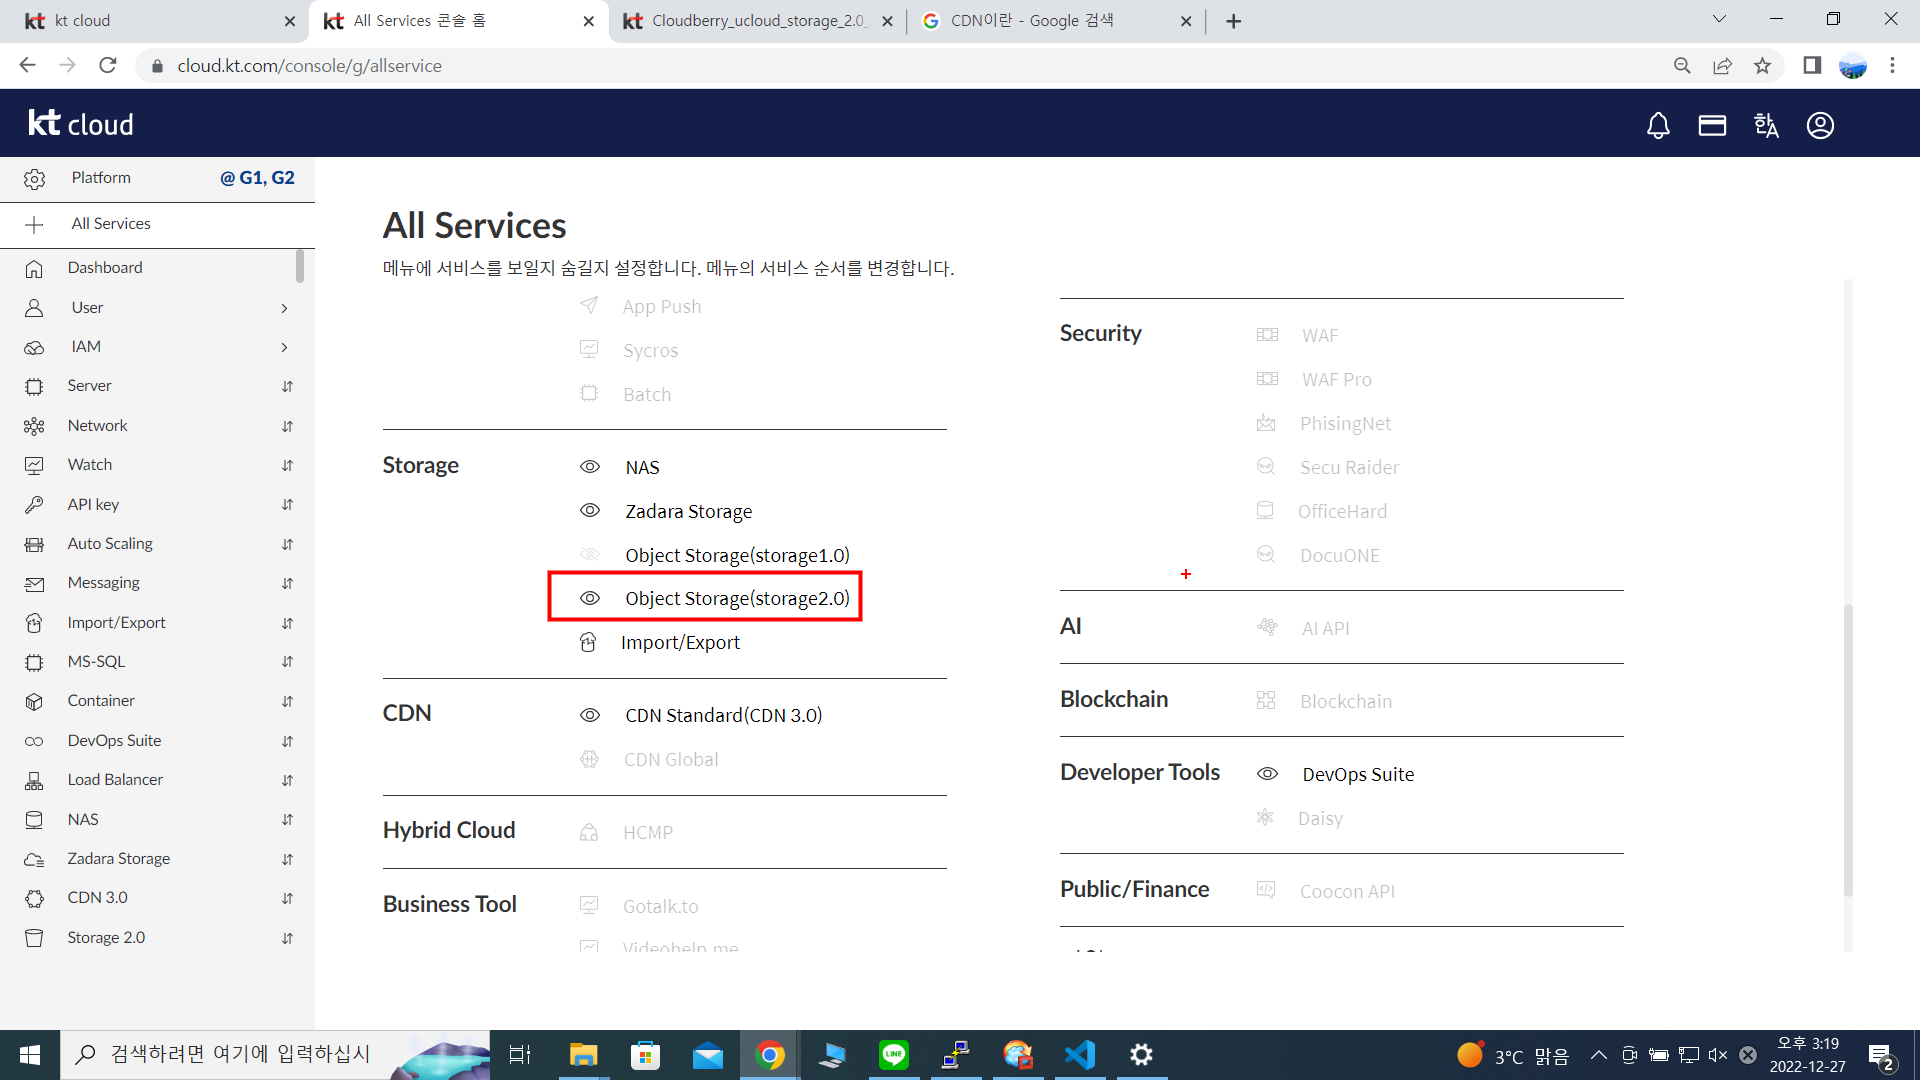 kt kt cloud
kt All Services 콘솔 홈
kt Cloudberry_ucloud_storage_2.0_
G CDN이란 - Google 검색
cloud.kt.com/console/g/allservice
kt cloud
한A
Platform @ G1, G2
All Services
Dashboard
User
IAM
Server
Network
Watch
API key
Auto Scaling
Messaging
Import/Export
MS-SQL
Container
DevOps Suite
Load Balancer
NAS
Zadara Storage
CDN 3.0
Storage 2.0
All Services
메뉴에 서비스를 보일지 숨길지 설정합니다. 메뉴의 서비스 순서를 변경합니다.
App Push
Sycros
Batch
Storage
NAS
Zadara Storage
Object Storage(storage1.0)
Object Storage(storage2.0)
Import/Export
CDN
CDN Standard(CDN 3.0)
CDN Global
Hybrid Cloud
HCMP
Business Tool
Gotalk.to
Videohelp.me
Security
WAF
WAF Pro
PhisingNet
Secu Raider
OfficeHard
DocuONE
AI
AI API
Blockchain
Blockchain
Developer Tools
DevOps Suite
Daisy
Public/Finance
Coocon API
검색하려면 여기에 입력하십시
LINE
3°C 맑음
오후 3:19
2022-12-27
2